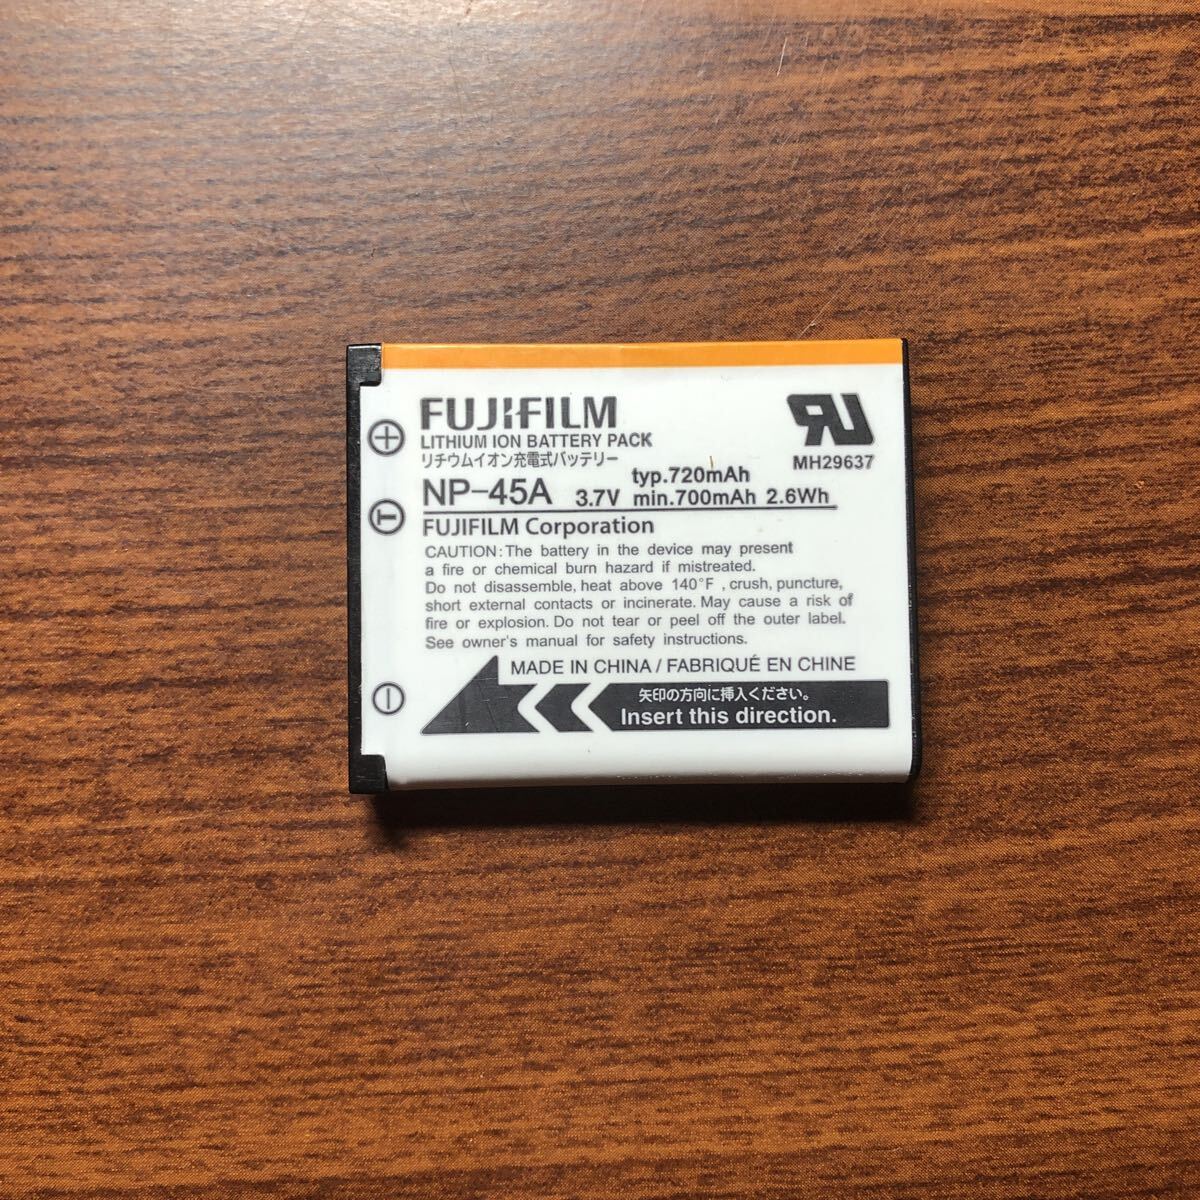 FUJIFILM
LITHIUM ION BATTERY PACK
リチウムイオン充電式バッテリー
NP-45A 3.7V typ.720mAh min.700mAh 2.6Wh
RU
MH29637
FUJIFILM Corporation
CAUTION:The battery in the device may present
a fire or chemical burn hazard if mistreated.
Do not disassemble, heat above 140°F , crush, puncture,
short external contacts or incinerate. May cause a risk of
fire or explosion. Do not tear or peel off the outer label.
See owner's manual for safety instructions.
MADE IN CHINA / FABRIQUÉ EN CHINE
矢印の方向に挿入ください。
Insert this direction.
+
T
−